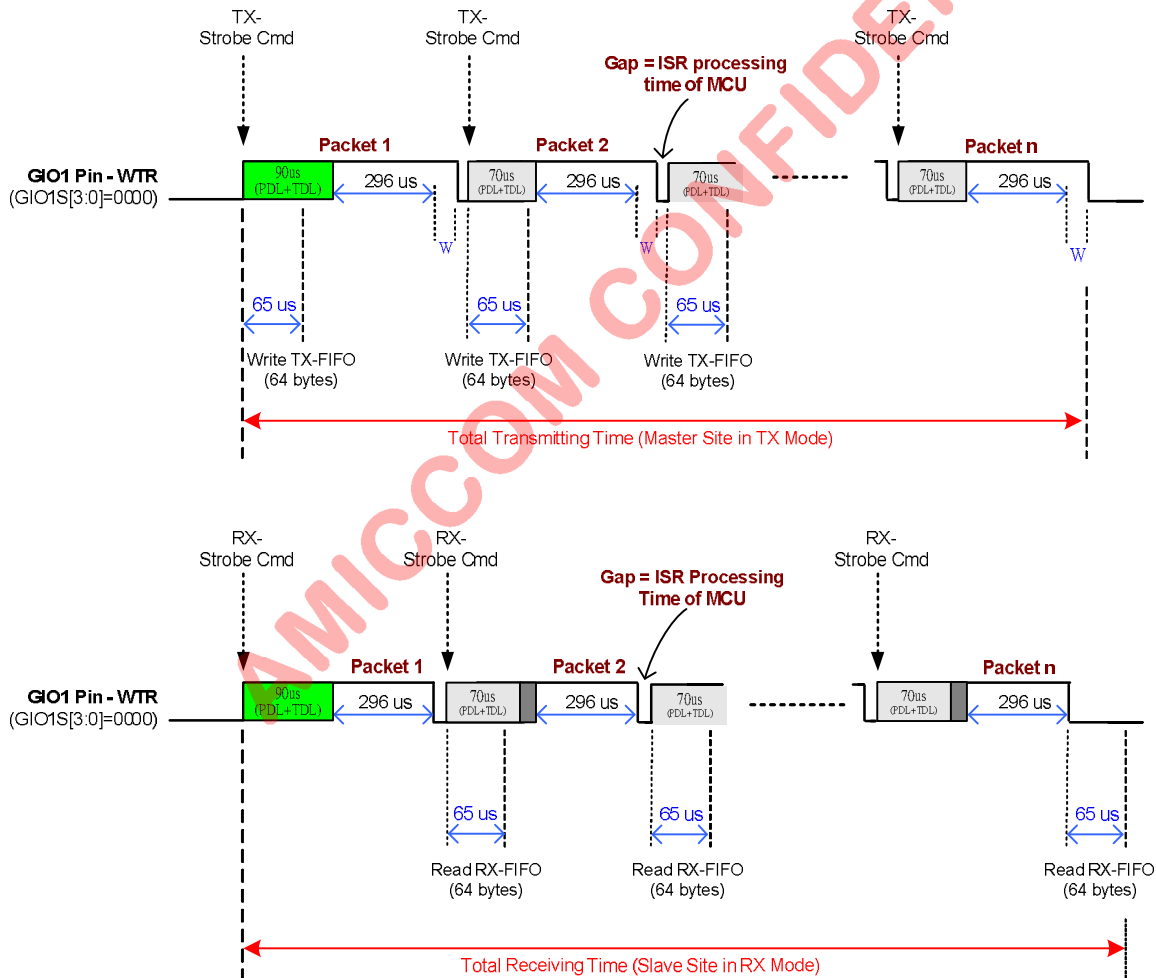 TX-
Strobe Cmd
TX-
Strobe Cmd
TX-
Strobe Cmd
Gap = ISR processing
time of MCU
Packet 1
Packet 2
Packet n
GIO1 Pin - WTR
(GIO1S[3:0]=0000)
90us
(PDL+TDL)
296 us
70us
(PDL+TDL)
296 us
70us
(PDL+TDL)
70us
(PDL+TDL)
296 us
W
W
W
65 us
65 us
65 us
Write TX-FIFO
(64 bytes)
Write TX-FIFO
(64 bytes)
Write TX-FIFO
(64 bytes)
Total Transmitting Time (Master Site in TX Mode)
RX-
Strobe Cmd
RX-
Strobe Cmd
RX-
Strobe Cmd
Gap = ISR Processing
Time of MCU
Packet 1
Packet 2
Packet n
GIO1 Pin - WTR
(GIO1S[3:0]=0000)
90us
(PDL+TDL)
296 us
70us
(PDL+TDL)
296 us
70us
(PDL+TDL)
70us
(PDL+TDL)
296 us
65 us
65 us
65 us
Read RX-FIFO
(64 bytes)
Read RX-FIFO
(64 bytes)
Read RX-FIFO
(64 bytes)
Total Receiving Time (Slave Site in RX Mode)
AMICCOM CONFIDEN